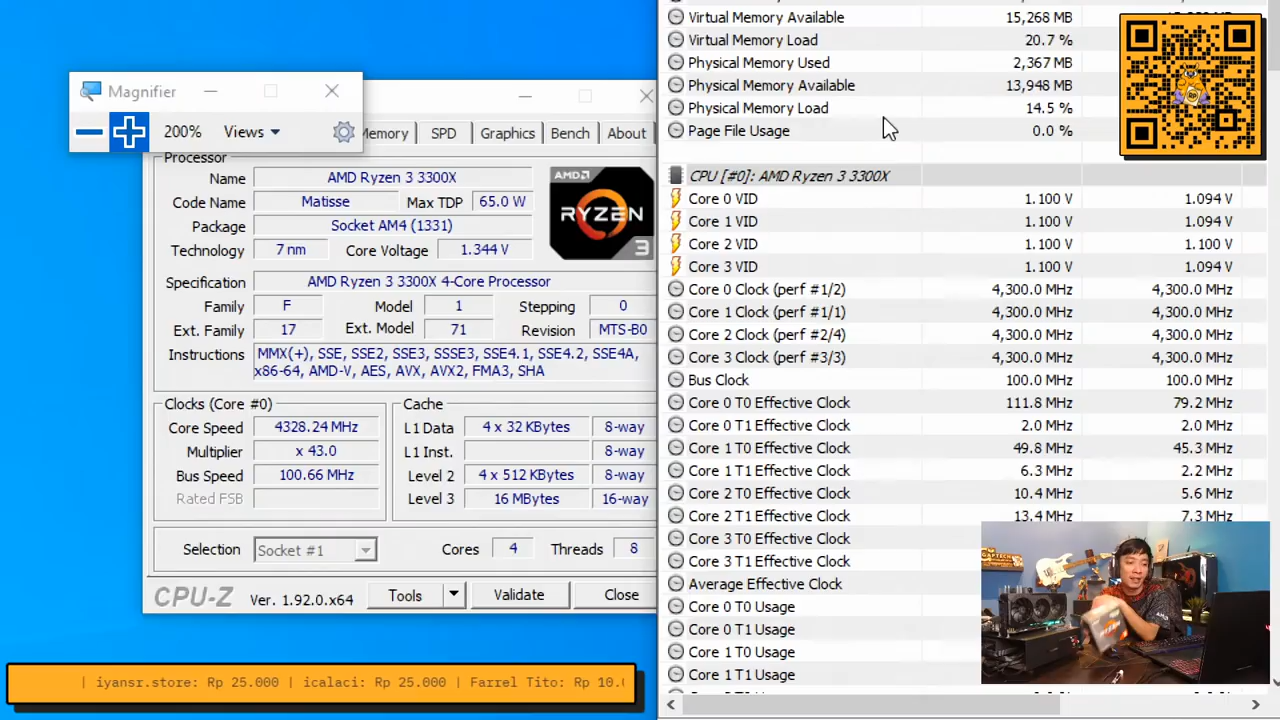 Magnifier
200%
Views
Memory
SPD
Graphics
Bench
About
Processor
Name
AMD Ryzen 3 3300X
Code Name
Matisse
Max TDP
65.0 W
Package
Socket AM4 (1331)
Technology
7 nm
Core Voltage
1.344 V
AMD
RYZEN
3
Specification
AMD Ryzen 3 3300X 4-Core Processor
Family
F
Model
1
Stepping
0
Ext. Family
17
Ext. Model
71
Revision
MTS-B0
Instructions
MMX(+), SSE, SSE2, SSE3, SSSE3, SSE4.1, SSE4.2, SSE4A,
x86-64, AMD-V, AES, AVX, AVX2, FMA3, SHA
Clocks (Core #0)
Core Speed
4328.24 MHz
Multiplier
x 43.0
Bus Speed
100.66 MHz
Rated FSB
Cache
L1 Data
4 x 32 KBytes
8-way
L1 Inst.
8-way
Level 2
4 x 512 KBytes
8-way
Level 3
16 MBytes
16-way
Selection
Socket #1
Cores
4
Threads
8
CPU-Z
Ver. 1.92.0.x64
Tools
Validate
Close
Virtual Memory Available 15,268 MB
Virtual Memory Load 20.7 %
Physical Memory Used 2,367 MB
Physical Memory Available 13,948 MB
Physical Memory Load 14.5 %
Page File Usage 0.0 %
CPU [#0]: AMD Ryzen 3 3300X
Core 0 VID 1.100 V 1.094 V
Core 1 VID 1.100 V 1.094 V
Core 2 VID 1.100 V 1.100 V
Core 3 VID 1.100 V 1.094 V
Core 0 Clock (perf #1/2) 4,300.0 MHz 4,300.0 MHz
Core 1 Clock (perf #1/1) 4,300.0 MHz 4,300.0 MHz
Core 2 Clock (perf #2/4) 4,300.0 MHz 4,300.0 MHz
Core 3 Clock (perf #3/3) 4,300.0 MHz 4,300.0 MHz
Bus Clock 100.0 MHz 100.0 MHz
Core 0 T0 Effective Clock 111.8 MHz 79.2 MHz
Core 0 T1 Effective Clock 2.0 MHz 2.0 MHz
Core 1 T0 Effective Clock 49.8 MHz 45.3 MHz
Core 1 T1 Effective Clock 6.3 MHz 2.2 MHz
Core 2 T0 Effective Clock 10.4 MHz 5.6 MHz
Core 2 T1 Effective Clock 13.4 MHz 7.3 MHz
Core 3 T0 Effective Clock
Core 3 T1 Effective Clock
Average Effective Clock
Core 0 T0 Usage
Core 0 T1 Usage
Core 1 T0 Usage
Core 1 T1 Usage
RP
| iyansr.store: Rp 25.000 | icalaci: Rp 25.000 | Farrel Tito: Rp 10.